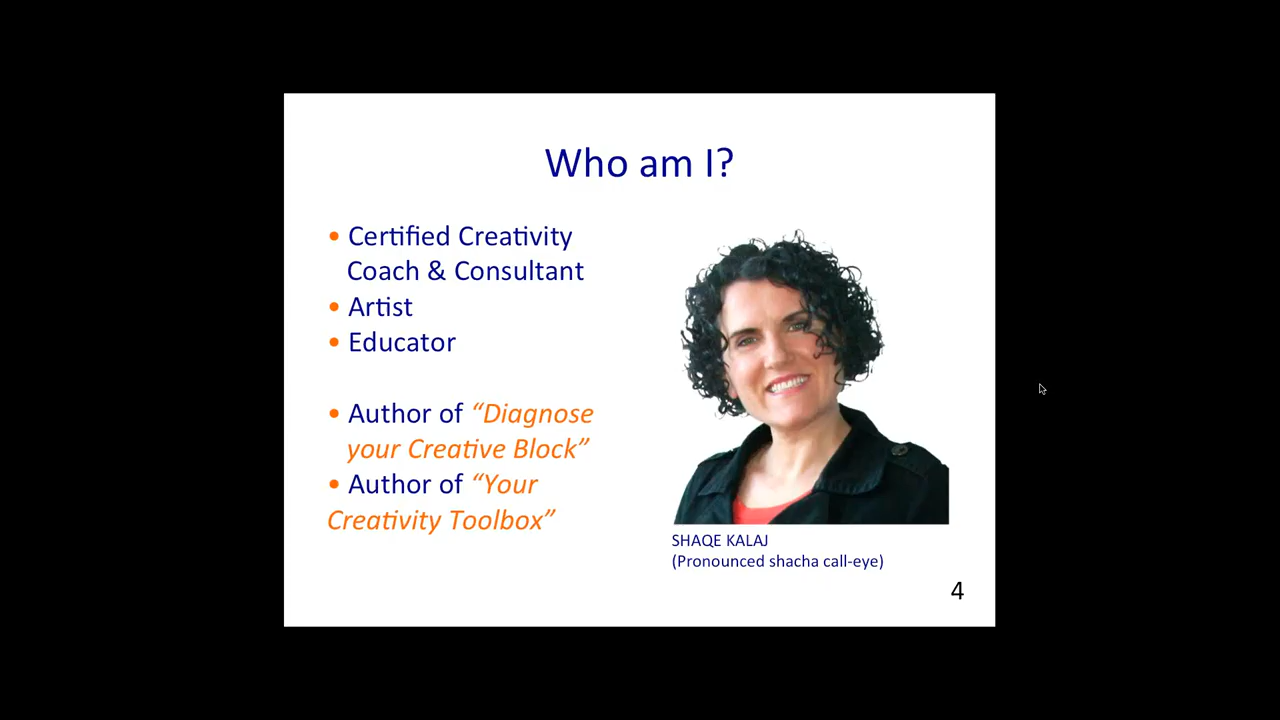 Who am I?
• Certified Creativity
Coach & Consultant
• Artist
• Educator
• Author of “Diagnose
your Creative Block”
• Author of “Your
Creativity Toolbox”
SHAQE KALAJ
(Pronounced shacha call-eye)
4